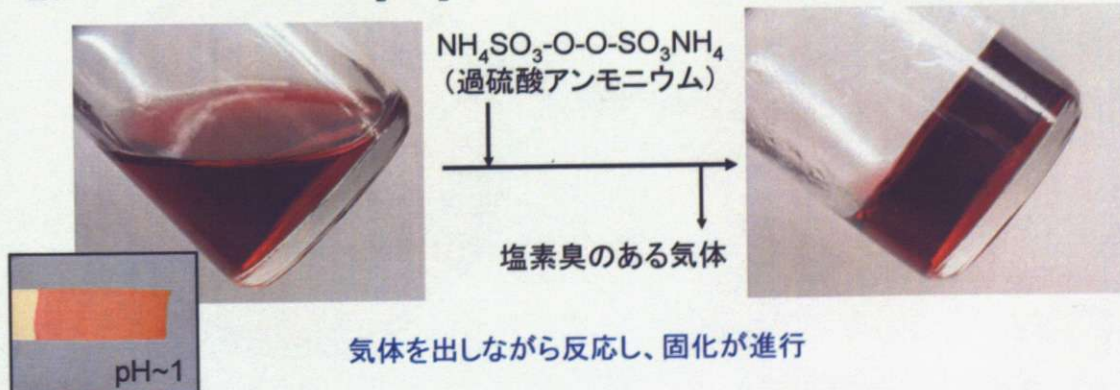 NH₄SO₃-O-O-SO₃NH₄
(過硫酸アンモニウム)
塩素臭のある気体
気体を出しながら反応し、固化が進行
pH~1